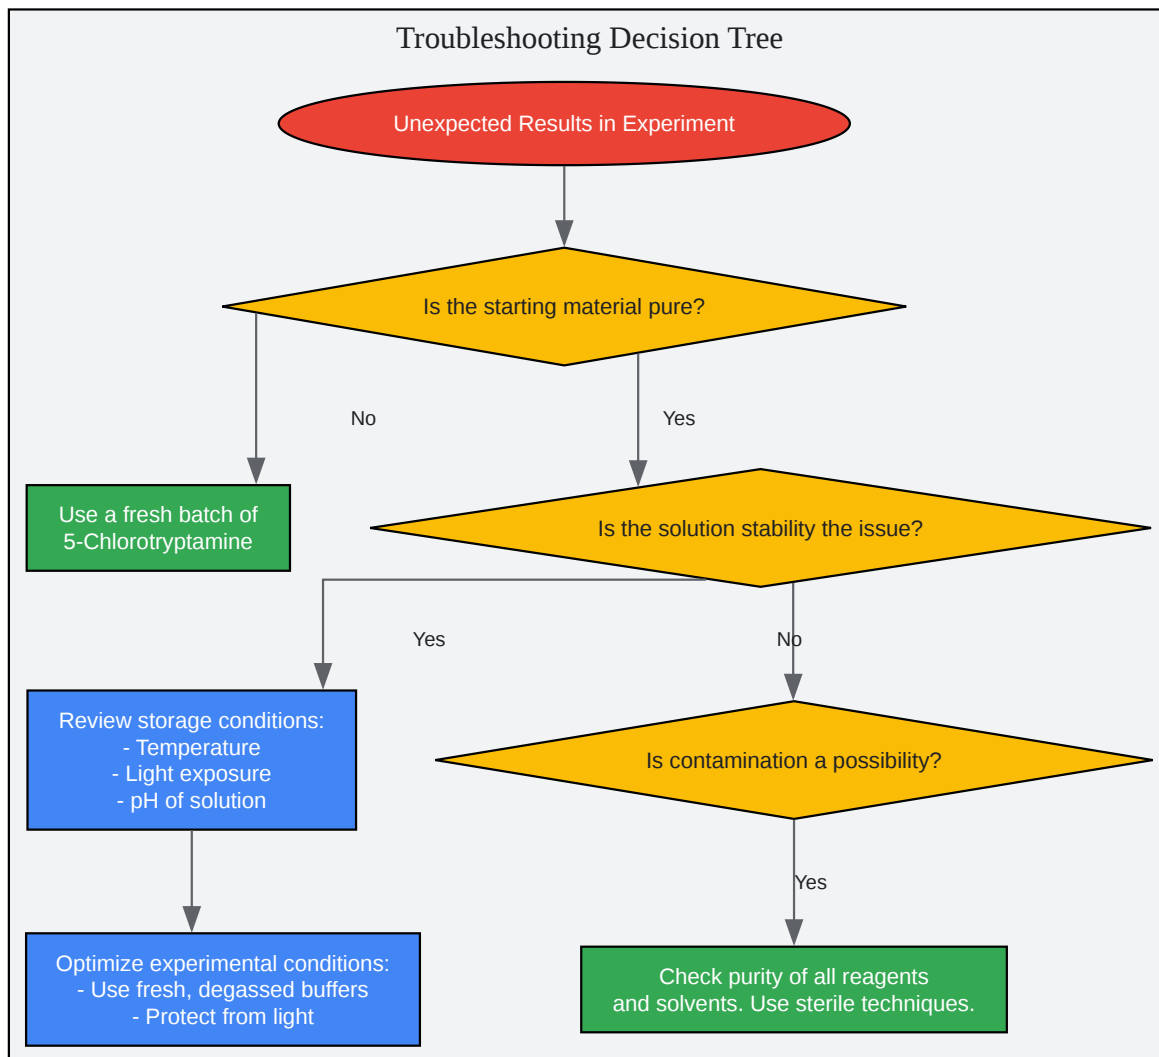 Troubleshooting Decision Tree
Unexpected Results in Experiment
Is the starting material pure?
No
Yes
Use a fresh batch of
5-Chlorotryptamine
Is the solution stability the issue?
Yes
No
Review storage conditions:
- Temperature
- Light exposure
- pH of solution
Is contamination a possibility?
Yes
Optimize experimental conditions:
- Use fresh, degassed buffers
- Protect from light
Check purity of all reagents
and solvents. Use sterile techniques.